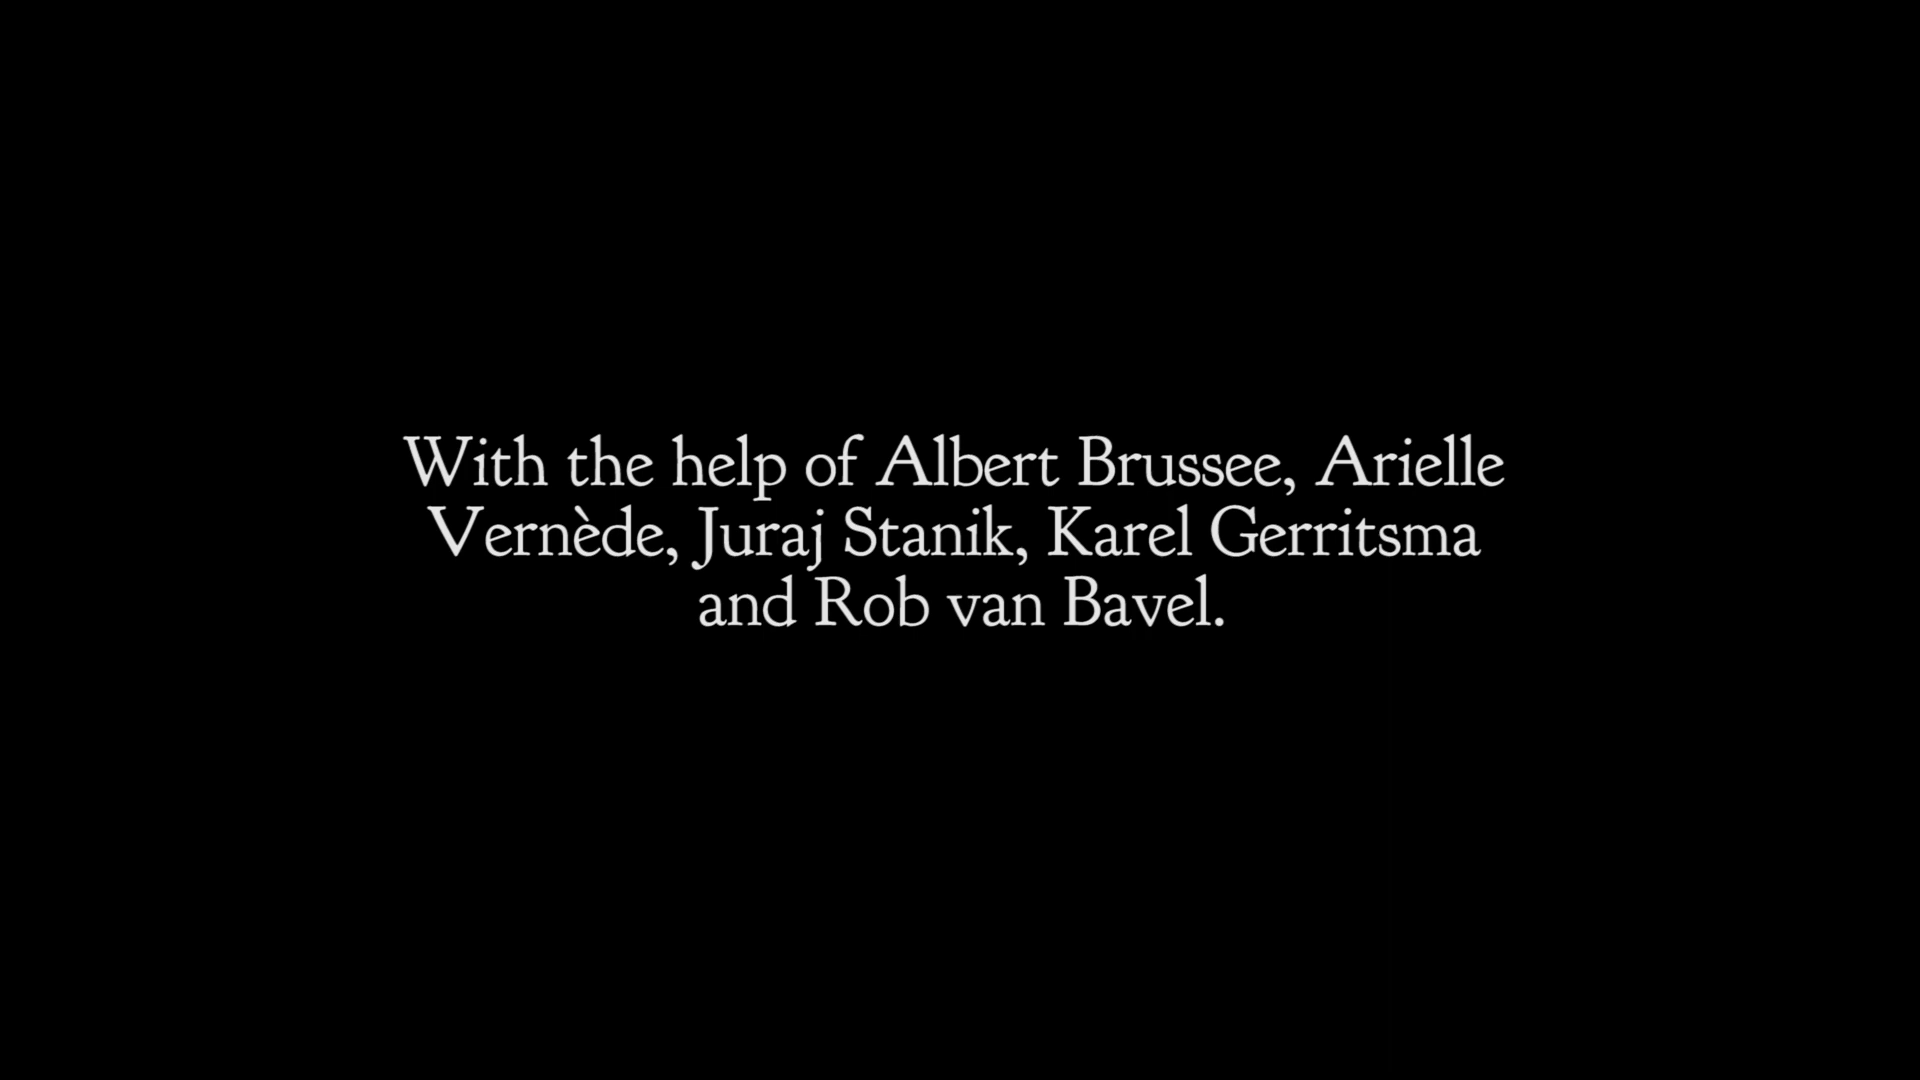 With the help of Albert Brussee, Arielle
Vernède, Juraj Stanik, Karel Gerritsma
and Rob van Bavel.